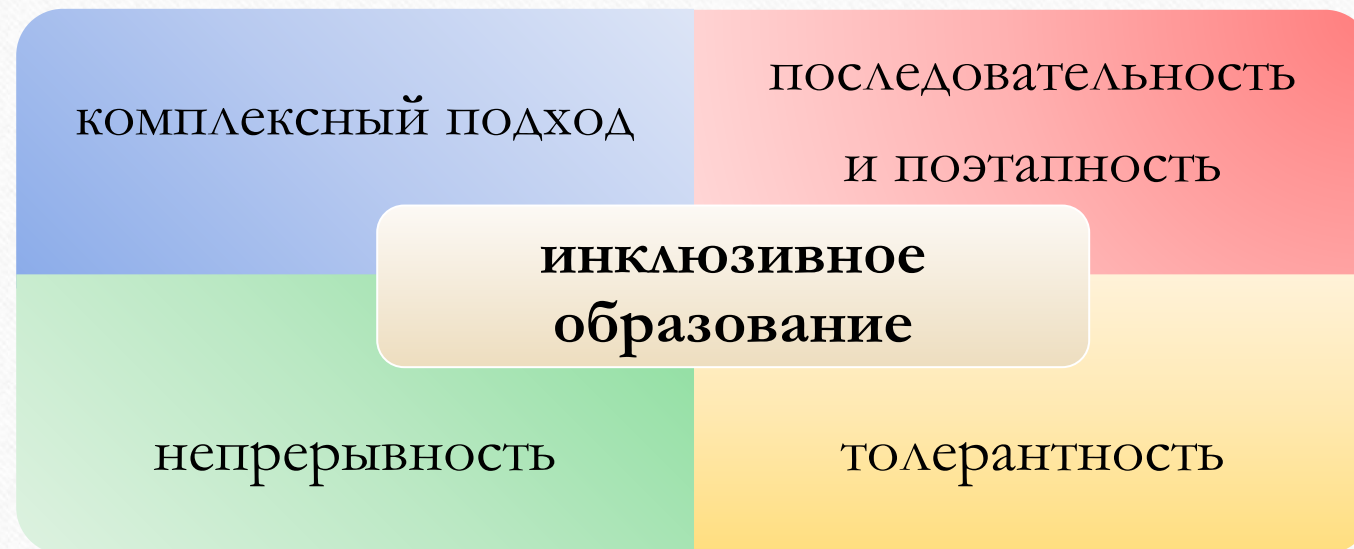 комплексный подход
последовательность
и поэтапность
инклюзивное
образование
непрерывность
толерантность